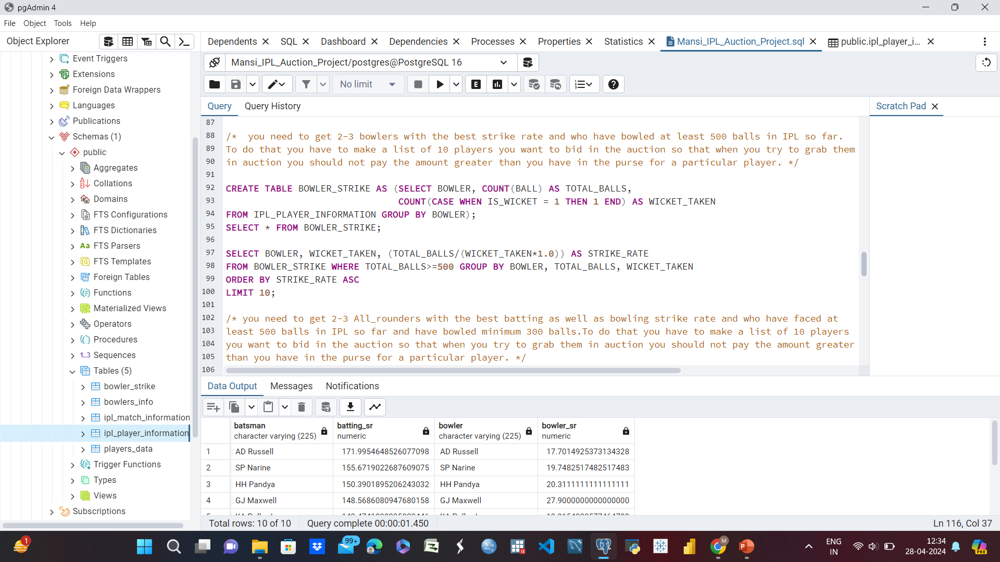 pgAdmin 4
File Object Tools Help
Object Explorer
Dependents SQL Dashboard Dependencies Processes Properties Statistics Mansi_IPL_Auction_Project.sql public.ipl_player_i...
Event Triggers
Extensions
Foreign Data Wrappers
Languages
Publications
Schemas (1)
public
Aggregates
Collations
Domains
FTS Configurations
FTS Dictionaries
Aa FTS Parsers
FTS Templates
Foreign Tables
Functions
Materialized Views
Operators
Procedures
1..3 Sequences
Tables (5)
bowler_strike
bowlers_info
ipl_match_information
ipl_player_information
players_data
Trigger Functions
Types
Views
Subscriptions
Mansi_IPL_Auction_Project/postgres@PostgreSQL 16
No limit
E
Query Query History
Scratch Pad
87
88 /*  you need to get 2-3 bowlers with the best strike rate and who have bowled at least 500 balls in IPL so far.
89 To do that you have to make a list of 10 players you want to bid in the auction so that when you try to grab them
90 in auction you should not pay the amount greater than you have in the purse for a particular player. */
91
92 CREATE TABLE BOWLER_STRIKE AS (SELECT BOWLER, COUNT(BALL) AS TOTAL_BALLS,
93 COUNT(CASE WHEN IS_WICKET = 1 THEN 1 END) AS WICKET_TAKEN
94 FROM IPL_PLAYER_INFORMATION GROUP BY BOWLER);
95 SELECT * FROM BOWLER_STRIKE;
96
97 SELECT BOWLER, WICKET_TAKEN, (TOTAL_BALLS/(WICKET_TAKEN*1.0)) AS STRIKE_RATE
98 FROM BOWLER_STRIKE WHERE TOTAL_BALLS>=500 GROUP BY BOWLER, TOTAL_BALLS, WICKET_TAKEN
99 ORDER BY STRIKE_RATE ASC
100 LIMIT 10;
101
102 /* you need to get 2-3 All_rounders with the best batting as well as bowling strike rate and who have faced at
103 least 500 balls in IPL so far and have bowled minimum 300 balls.To do that you have to make a list of 10 players
104 you want to bid in the auction so that when you try to grab them in auction you should not pay the amount greater
105 than you have in the purse for a particular player. */
106
Data Output Messages Notifications
batsman batting_sr bowler bowler_sr
character varying (225) numeric character varying (225) numeric
1 AD Russell 171.9954648526077098 AD Russell 17.7014925373134328
2 SP Narine 155.6719022687609075 SP Narine 19.7482517482517483
3 HH Pandya 150.3901895206243032 HH Pandya 20.3111111111111111
4 GJ Maxwell 148.5686080947680158 GJ Maxwell 27.9000000000000000
Total rows: 10 of 10 Query complete 00:00:01.450 Ln 116, Col 37
1
99+
15
M
ENG
IN
12:34
28-04-2024
PRE